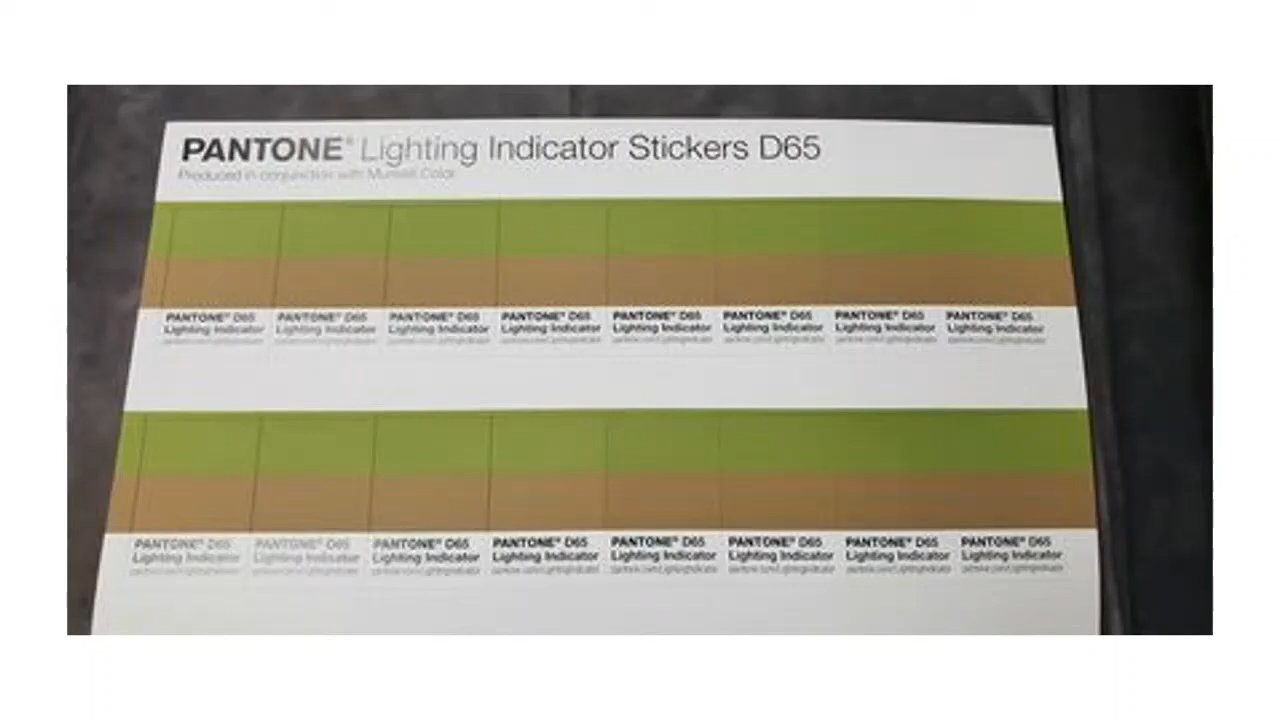 PANTONE® Lighting Indicator Stickers D65
Produced in conjunction with Munsell Color
PANTONE® D65 PANTONE® D65 PANTONE® D65 PANTONE® D65 PANTONE® D65 PANTONE® D65 PANTONE® D65 PANTONE® D65
Lighting Indicator Lighting Indicator Lighting Indicator Lighting Indicator Lighting Indicator Lighting Indicator Lighting Indicator Lighting Indicator
PANTONE® D65 PANTONE® D65 PANTONE® D65 PANTONE® D65 PANTONE® D65 PANTONE® D65 PANTONE® D65 PANTONE® D65
Lighting Indicator Lighting Indicator Lighting Indicator Lighting Indicator Lighting Indicator Lighting Indicator Lighting Indicator Lighting Indicator